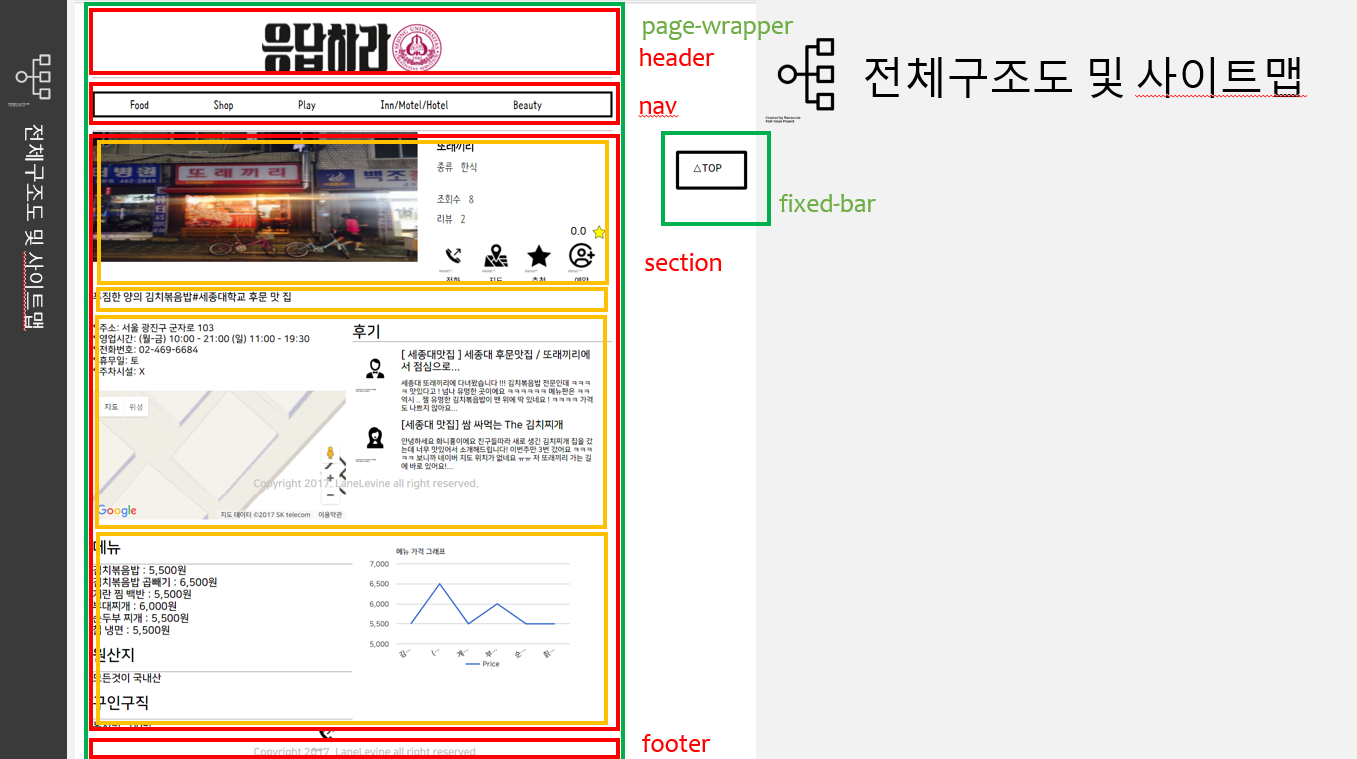 전체구조도 및 사이트맵
응답하라
page-wrapper
header
Food Shop Play Inn/Motel/Hotel Beauty
nav
전체구조도 및 사이트맵
△TOP
fixed-bar
또래끼리
또래끼리
종류 한식
조회수 8
리뷰 2
0.0
section
양의 김치볶음밥#세종대학교 후문 맛 집
주소: 서울 광진구 군자로 103
영업시간: (월-금) 10:00 - 21:00 (일) 11:00 - 19:30
전화번호: 02-469-6684
휴무일: 토
주차시설: X
지도 위성
Google
지도 데이터 ©2017 SK telecom 이용약관
후기
[ 세종대맛집 ] 세종대 후문맛집 / 또래끼리에
서 점심으로...
세종대 또래끼리에 다녀왔습니다 !!! 김치볶음밥 전문인데 ㅋㅋㅋ
ㅋ 맛있다고 ! 넘나 유명한 곳이에요 ㅋㅋㅋㅋㅋㅋ 메뉴판은 ㅋㅋ
역시 .. 젤 유명한 김치볶음밥이 맨 위에 딱 있네요 ! ㅋㅋㅋㅋ 가격
도 나쁘지 않아요...
[세종대 맛집] 쌈 싸먹는 The 김치찌개
안녕하세요 화니홍이에요 친구들따라 새로 생긴 김치찌개 집을 갔
는데 너무 맛있어서 소개해드립니다! 이번주만 3번 갔어요 ㅋㅋㅋ
ㅋㅋ 보니까 네이버 지도 위치가 없네요 ㅠㅠ 저 또래끼리 가는 길
에 바로 있어요!...
Copyright 2017. LaneLevine all right reserved.
메뉴
김치볶음밥 : 5,500원
김치볶음밥 곱빼기 : 6,500원
계란 찜 백반 : 5,500원
부대찌개 : 6,000원
순두부 찌개 : 5,500원
냉면 : 5,500원
원산지
모든것이 국내산
구인구직
메뉴 가격 그래프
7,000
6,500
6,000
5,500
5,000
김... (... 계... 부... 순... 칡...
Price
Copyright 2017. LaneLevine all right reserved.
footer